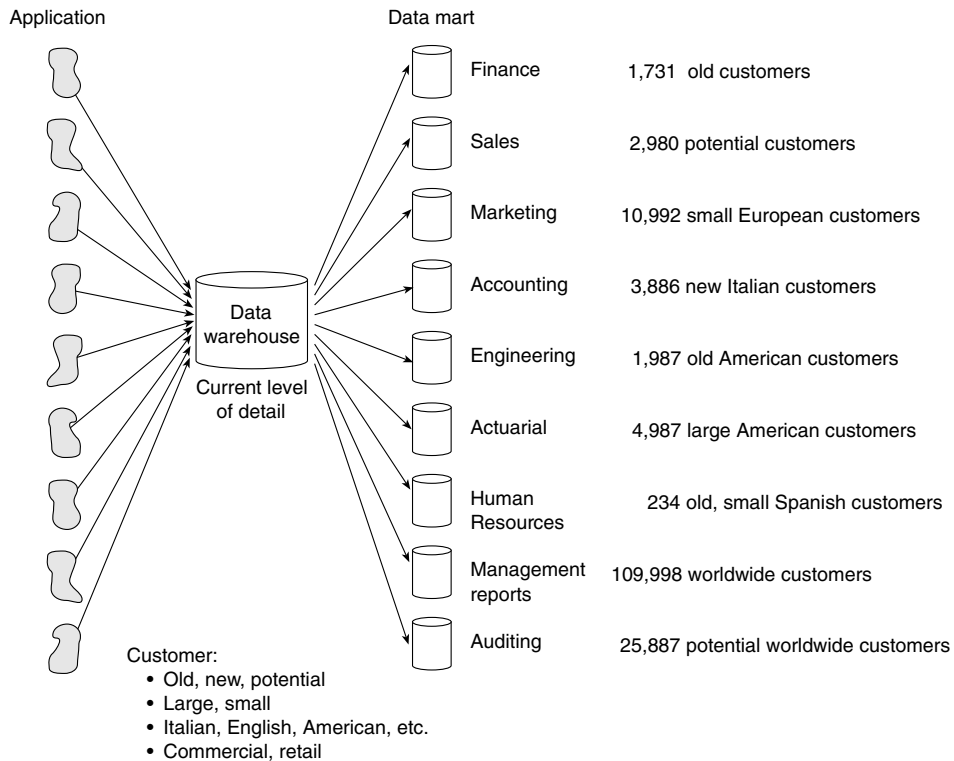 Application
Data mart
Finance
1,731 old customers
Sales
2,980 potential customers
Marketing
10,992 small European customers
Accounting
3,886 new Italian customers
Data
warehouse
Engineering
1,987 old American customers
Current level
of detail
Actuarial
4,987 large American customers
Human
Resources
234 old, small Spanish customers
Management
reports
109,998 worldwide customers
Auditing
25,887 potential worldwide customers
Customer:
• Old, new, potential
• Large, small
• Italian, English, American, etc.
• Commercial, retail